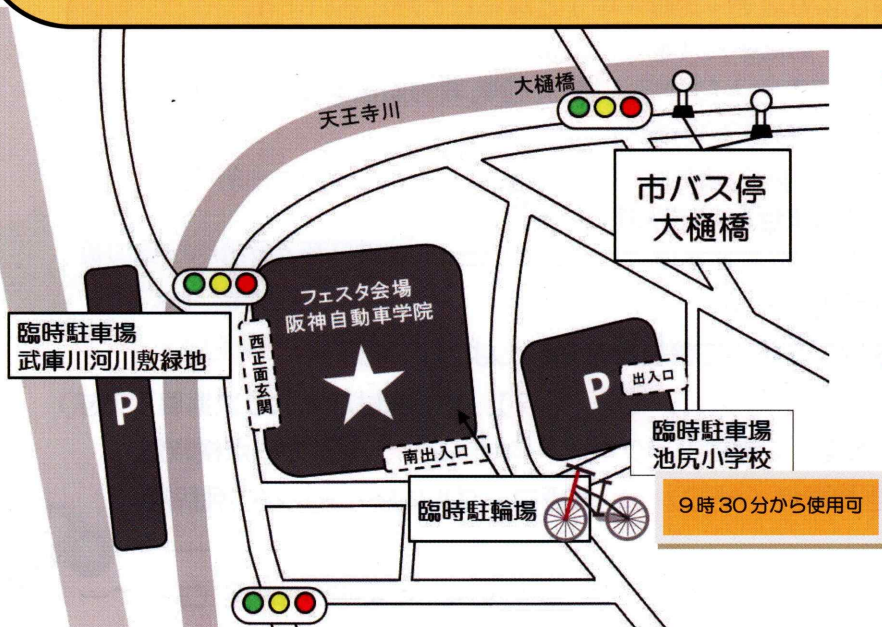 大樋橋
天王寺川
市バス停
大樋橋
フェスタ会場
阪神自動車学院
臨時駐車場
武庫川河川敷緑地
西正面玄関
P
P
出入口
南出入口
臨時駐車場
池尻小学校
臨時駐輪場
9時30分から使用可